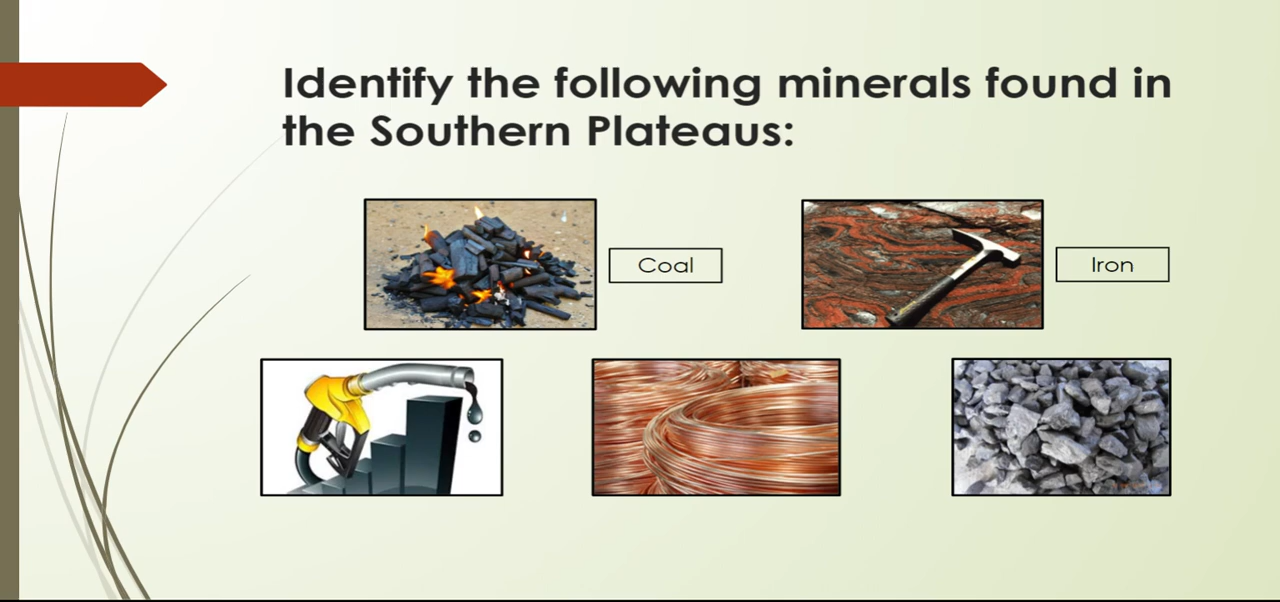 Identify the following minerals found in
the Southern Plateaus:
Coal
Iron